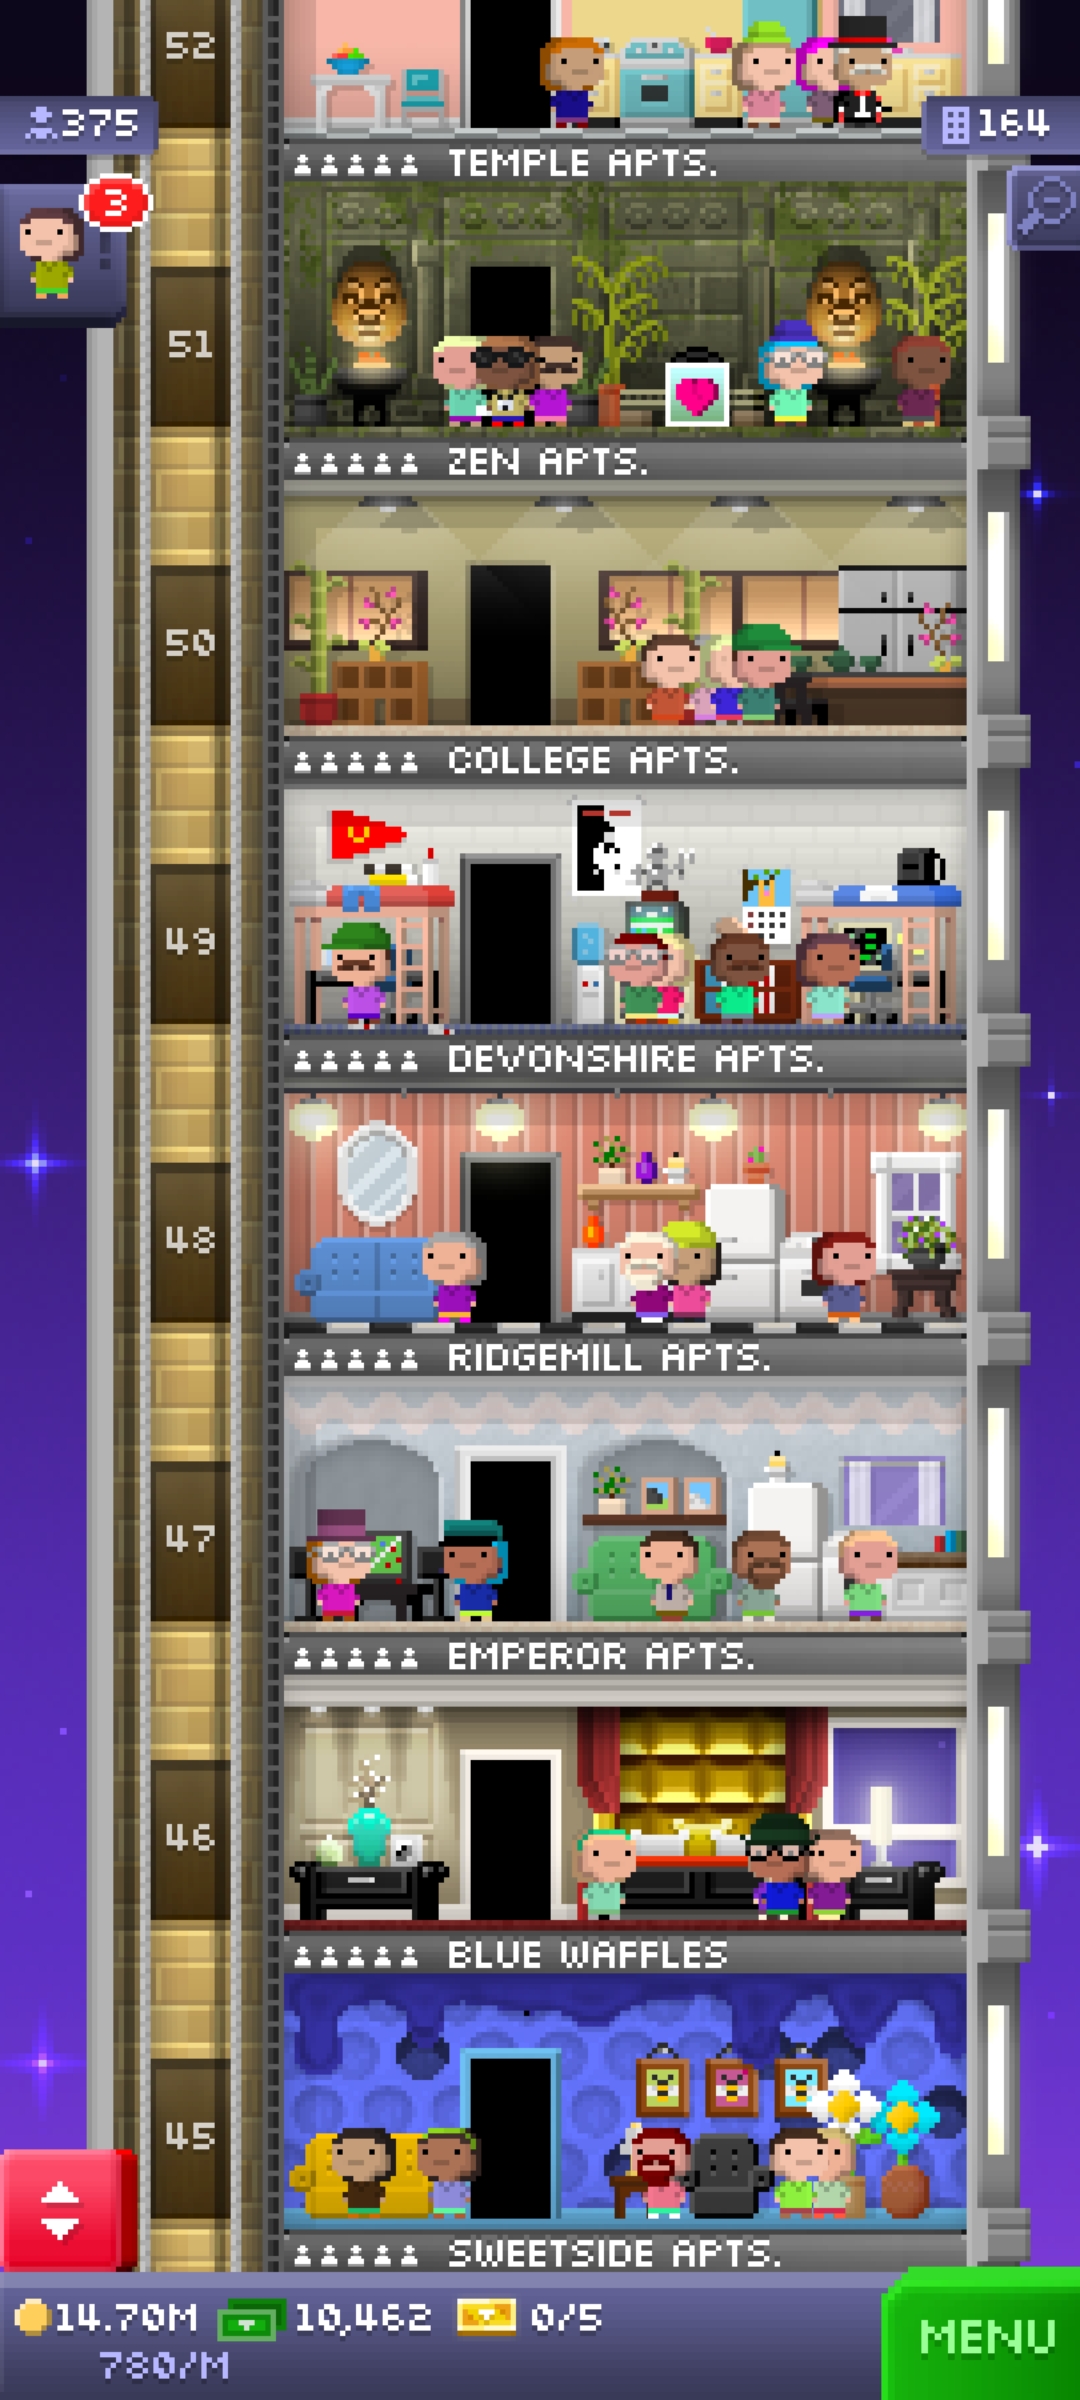 52
375
164
TEMPLE APTS.
3
51
ZEN APTS.
50
COLLEGE APTS.
49
DEVONSHIRE APTS.
48
RIDGEMILL APTS.
47
EMPEROR APTS.
46
BLUE WAFFLES
45
SWEETSIDE APTS.
14.70M 10,462 0/5
780/M
MENU